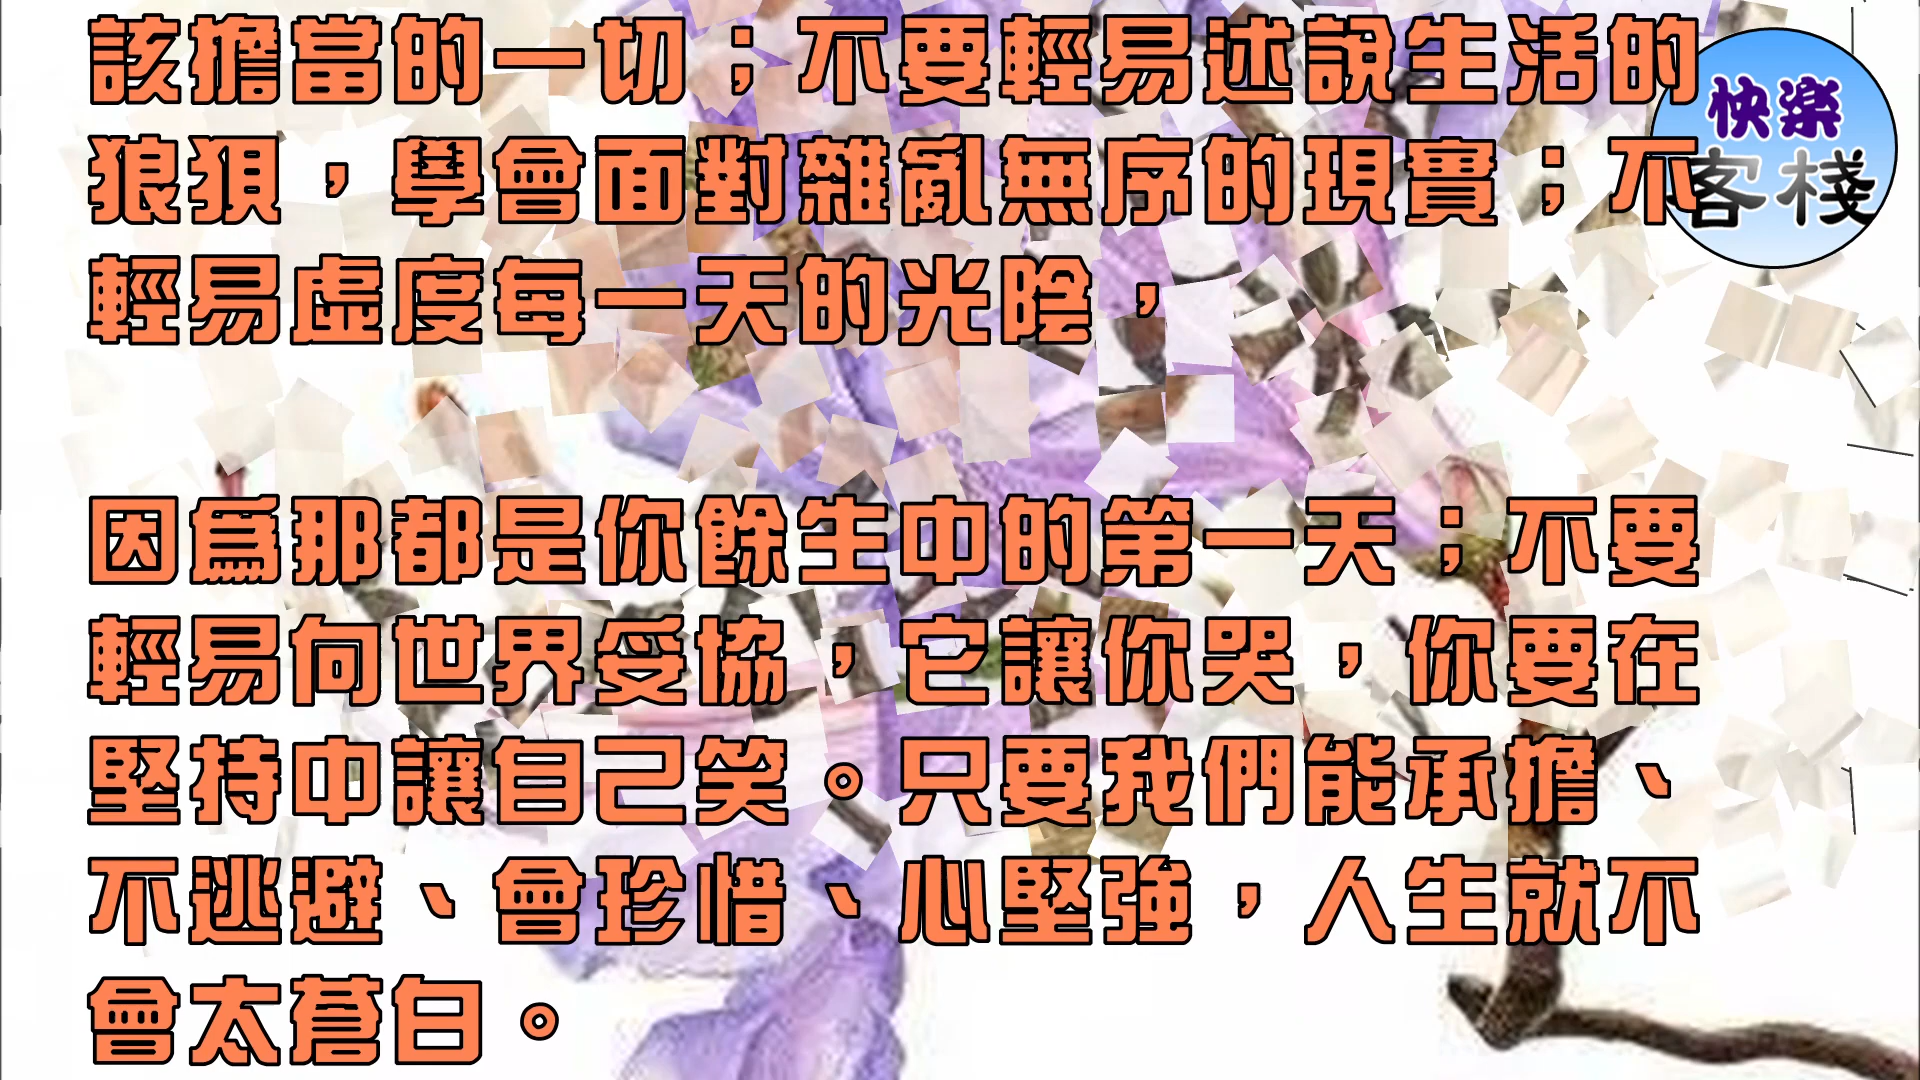 該擔當的一切；不要輕易述說生活的
狼狽，學會面對雜亂無序的現實；不
輕易虛度每一天的光陰，
因爲那都是你餘生中的第一天；不要
輕易向世界妥協，它讓你哭，你要在
堅持中讓自己笑。只要我們能承擔、
不逃避、會珍惜、心堅強，人生就不
會太蒼白。
快楽
客棧